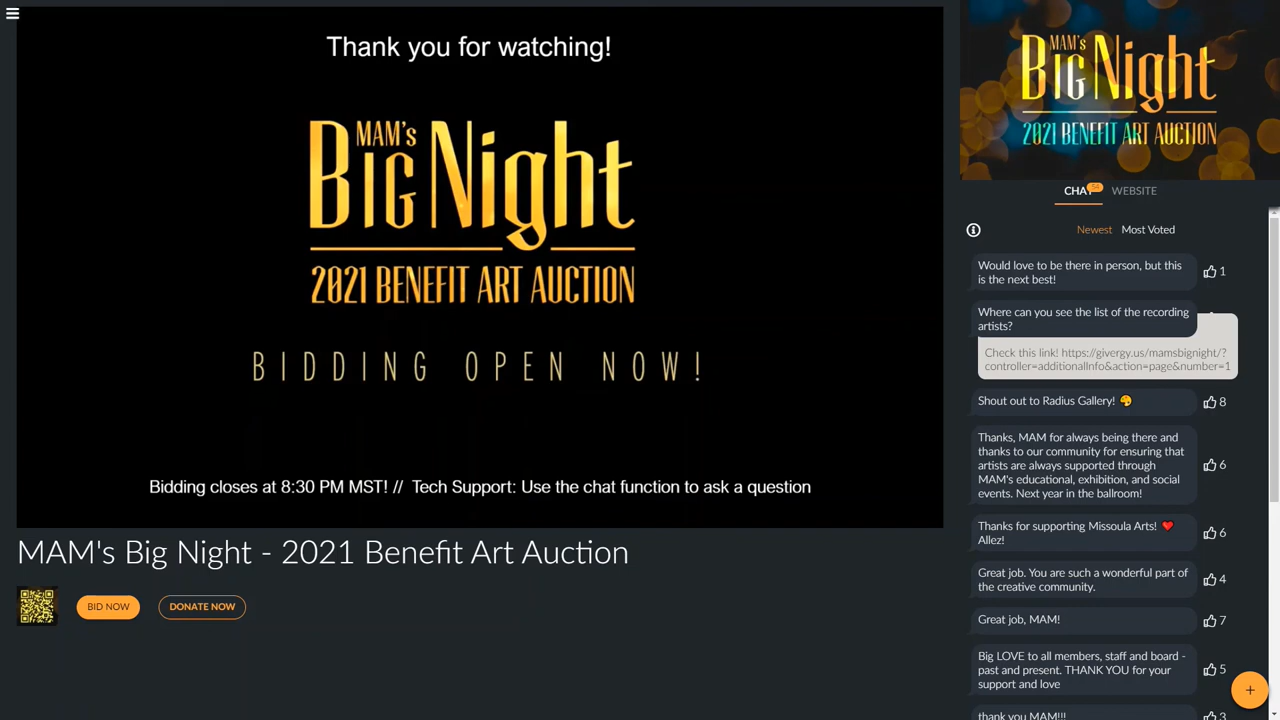 Thank you for watching!
MAM's
Big Night
2021 BENEFIT ART AUCTION
BIDDING OPEN NOW!
Bidding closes at 8:30 PM MST! // Tech Support: Use the chat function to ask a question
MAM's Big Night - 2021 Benefit Art Auction
BID NOW
DONATE NOW
MAM's
Big Night
2021 BENEFIT ART AUCTION
CHAT 54
WEBSITE
Newest
Most Voted
Would love to be there in person, but this
is the next best!
1
Where can you see the list of the recording
artists?
Check this link! https://givergy.us/mamsbignight/?
controller=additionalInfo&action=page&number=1
Shout out to Radius Gallery!
8
Thanks, MAM for always being there and
thanks to our community for ensuring that
artists are always supported through
MAM's educational, exhibition, and social
events. Next year in the ballroom!
6
Thanks for supporting Missoula Arts! ❤️
Allez!
6
Great job. You are such a wonderful part of
the creative community.
4
Great job, MAM!
7
Big LOVE to all members, staff and board -
past and present. THANK YOU for your
support and love
5
thank you MAM!!!
3
+